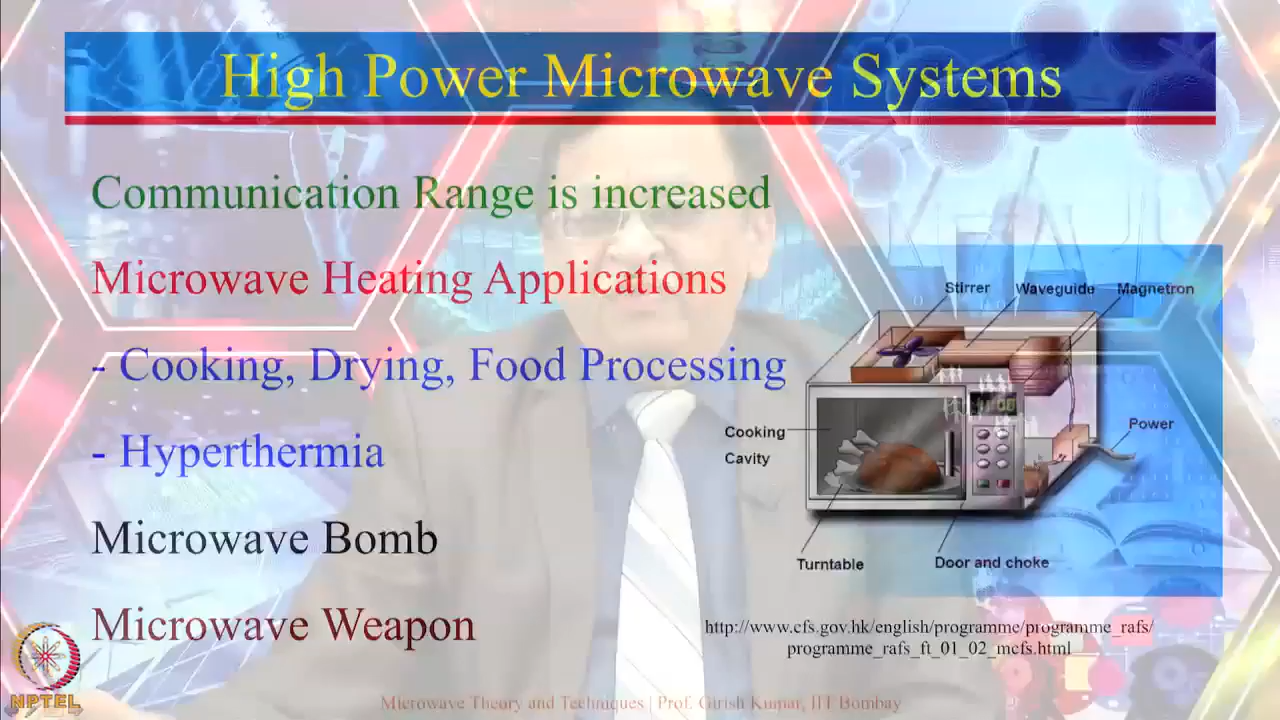 High Power Microwave Systems
Communication Range is increased
Microwave Heating Applications
- Cooking, Drying, Food Processing
- Hyperthermia
Microwave Bomb
Microwave Weapon
Stirrer
Waveguide
Magnetron
Cooking
Cavity
Power
Turntable
Door and choke
http://www.cfs.gov.hk/english/programme/programme_rafs/
programme_rafs_ft_01_02_mcfs.html
NPTEL
Microwave Theory and Techniques | Prof. Girish Kumar, IIT Bombay